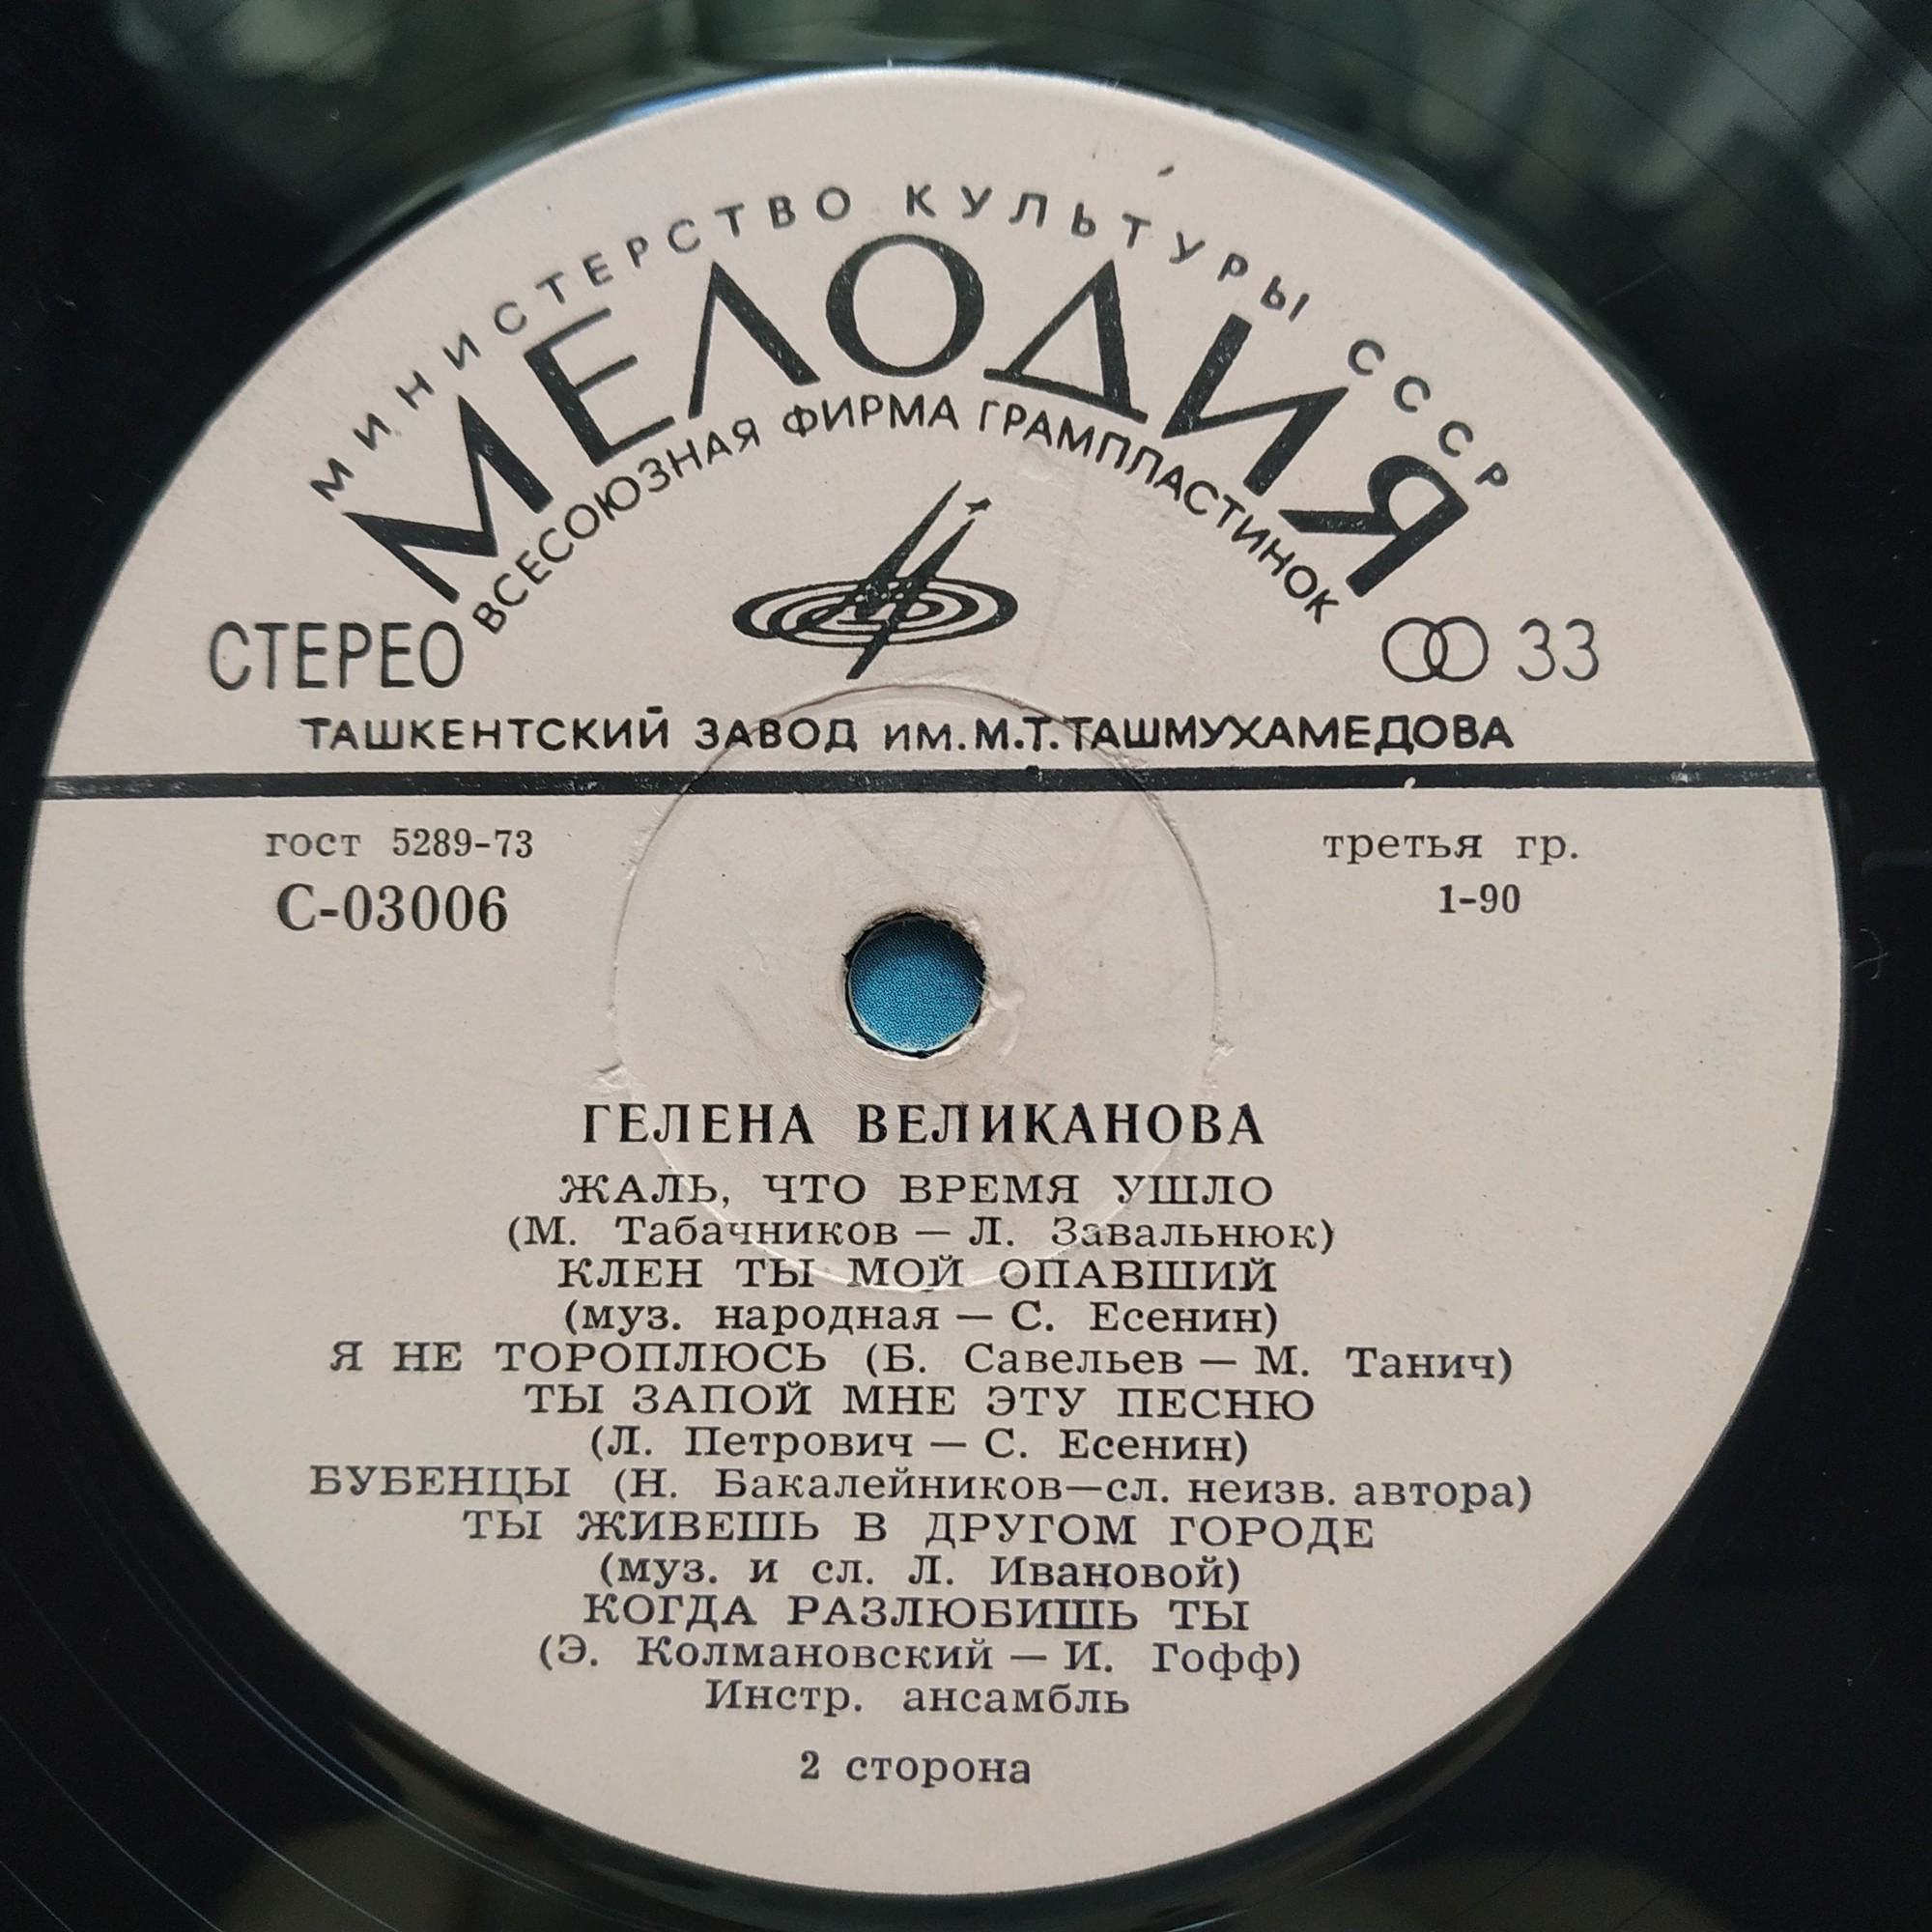 МИНИСТЕРСТВО КУЛЬТУРЫ СССР
МЕЛОДИЯ
ВСЕСОЮЗНАЯ ФИРМА ГРАМПЛАСТИНОК
СТЕРЕО 33
ТАШКЕНТСКИЙ ЗАВОД им. М.Т. ТАШМУХАМЕДОВА
гост 5289-73 третья гр.
С-03006 1-90
ГЕЛЕНА ВЕЛИКАНОВА
ЖАЛЬ, ЧТО ВРЕМЯ УШЛО
(М. Табачников — Л. Завальнюк)
КЛЕН ТЫ МОЙ ОПАВШИЙ
(муз. народная — С. Есенин)
Я НЕ ТОРОПЛЮСЬ (Б. Савельев — М. Танич)
ТЫ ЗАПОЙ МНЕ ЭТУ ПЕСНЮ
(Л. Петрович — С. Есенин)
БУБЕНЦЫ (Н. Бакалейников—сл. неизв. автора)
ТЫ ЖИВЕШЬ В ДРУГОМ ГОРОДЕ
(муз. и сл. Л. Ивановой)
КОГДА РАЗЛЮБИШЬ ТЫ
(Э. Колмановский — И. Гофф)
Инстр. ансамбль
2 сторона